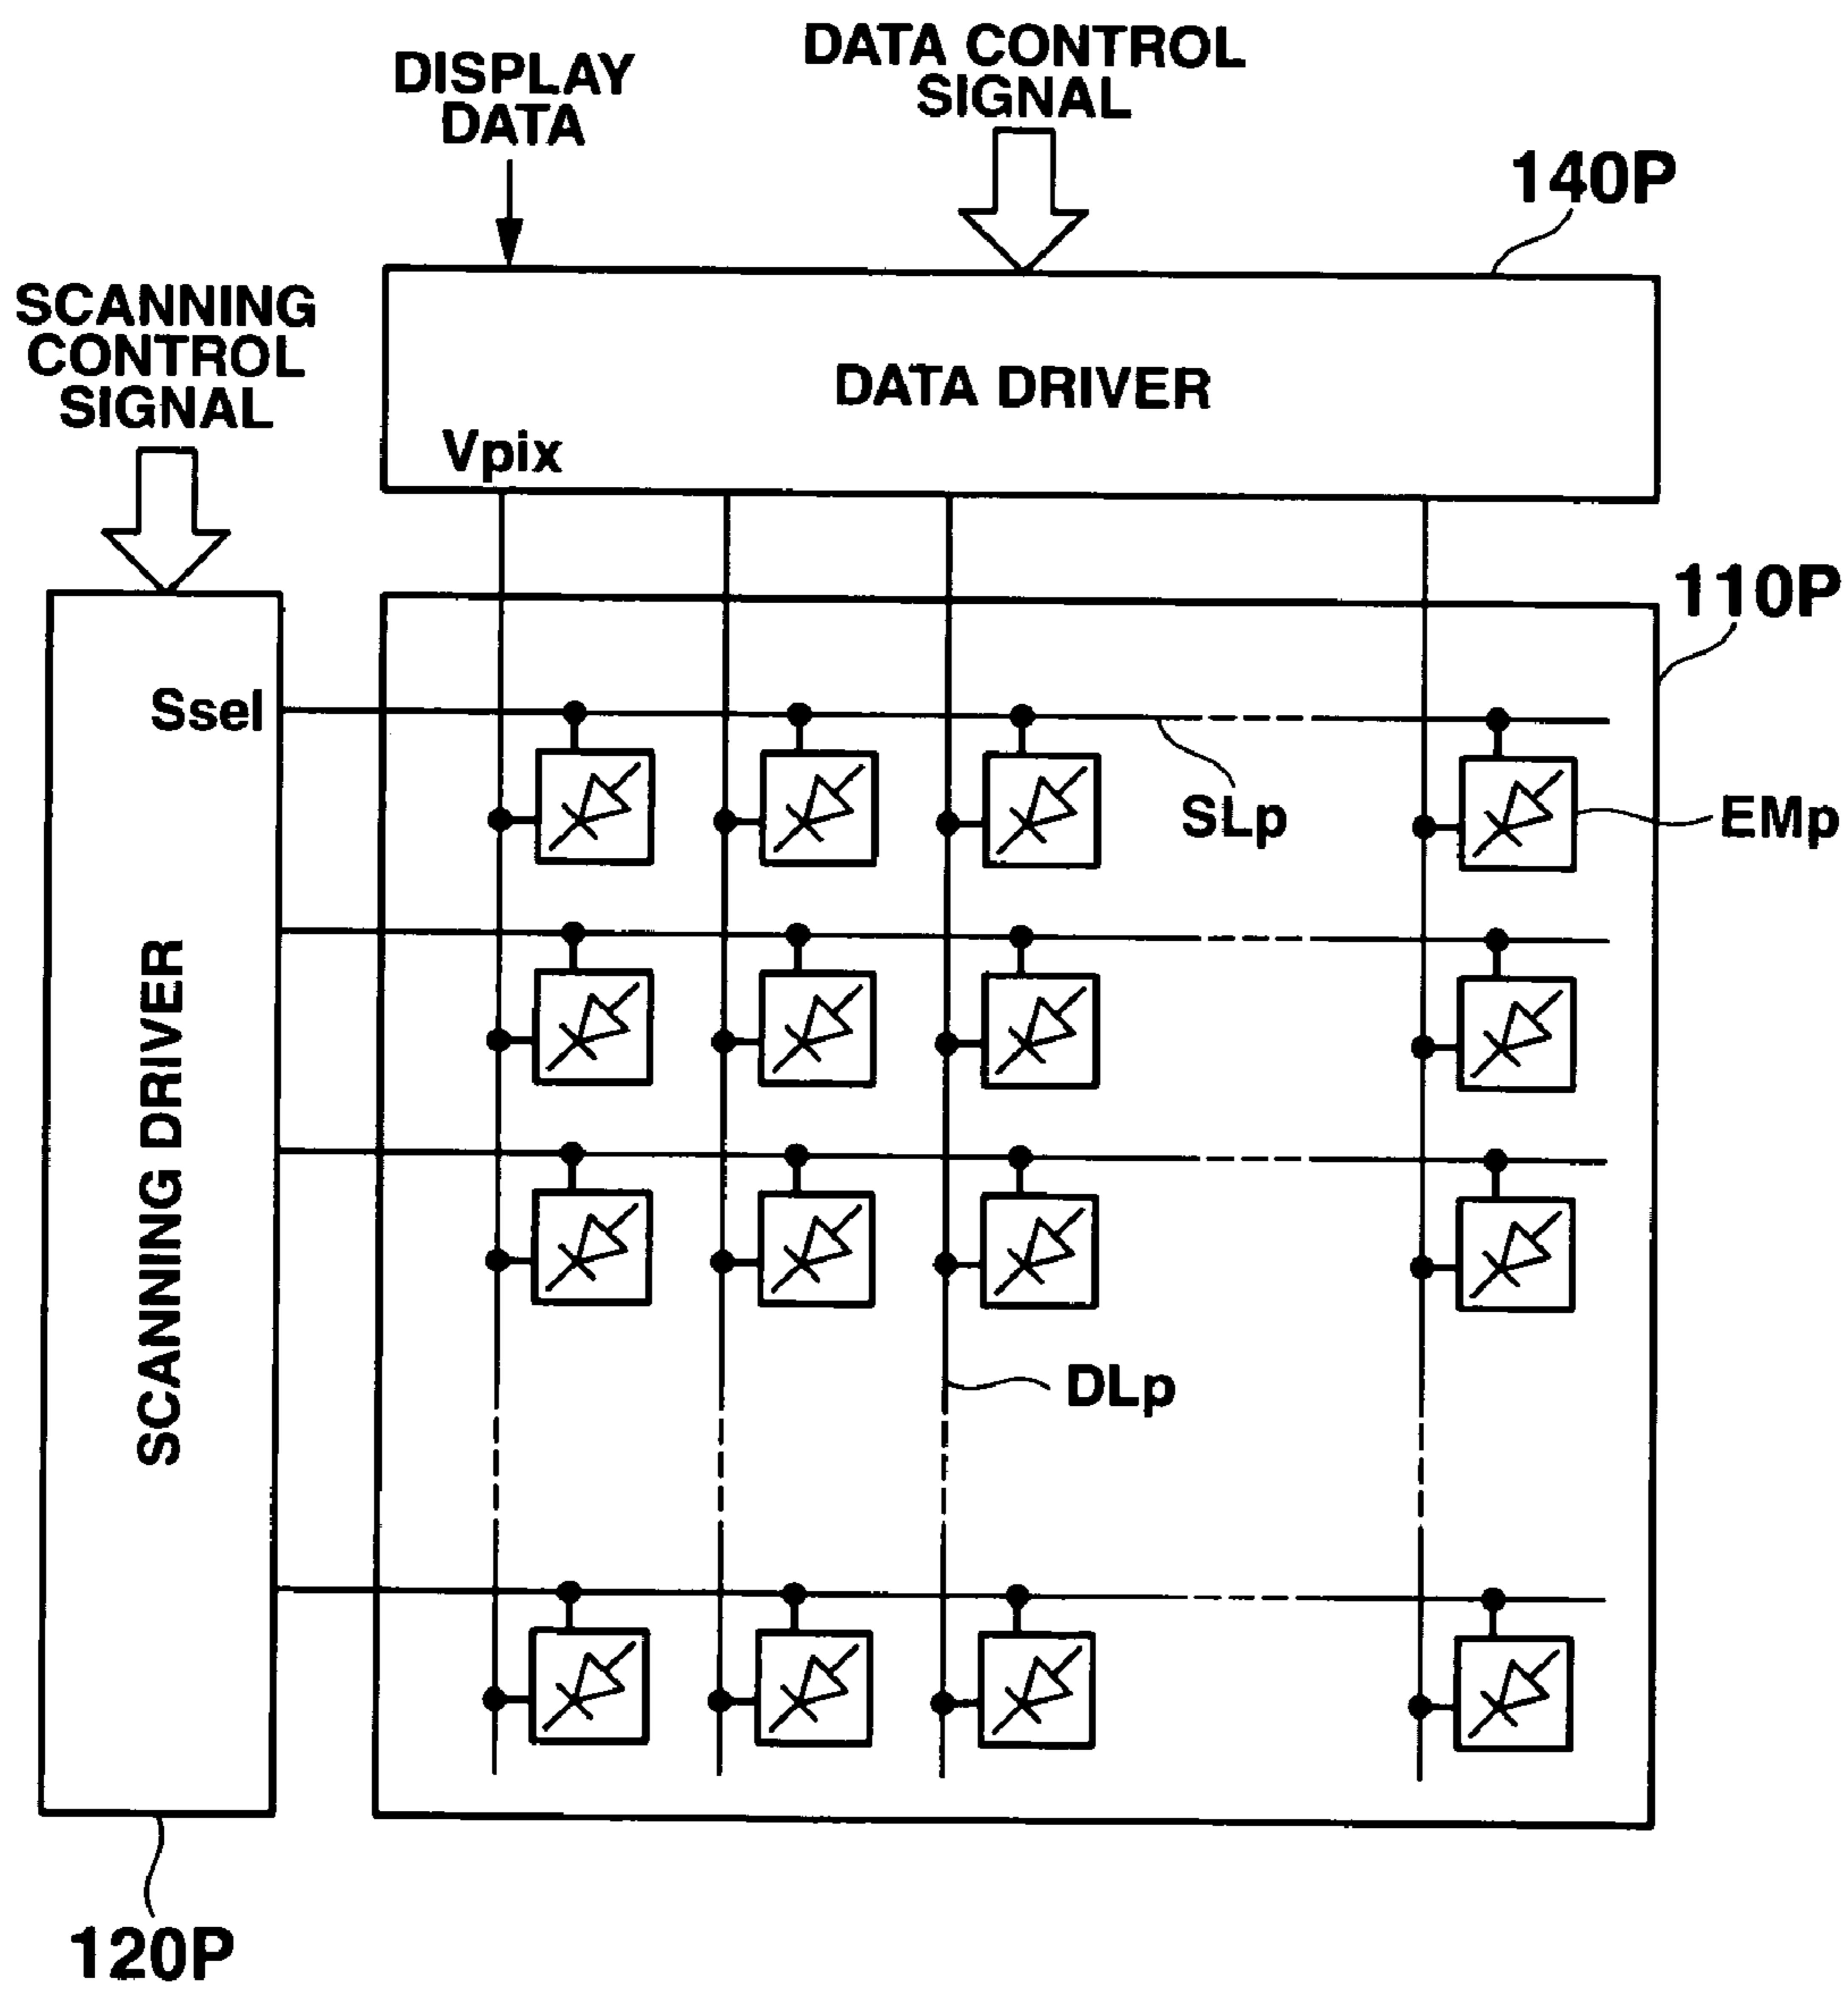 DISPLAY
DATA
DATA CONTROL
SIGNAL
140P
SCANNING
CONTROL
SIGNAL
DATA DRIVER
Vpix
110P
Ssel
SLp
EMp
SCANNING DRIVER
DLp
120P